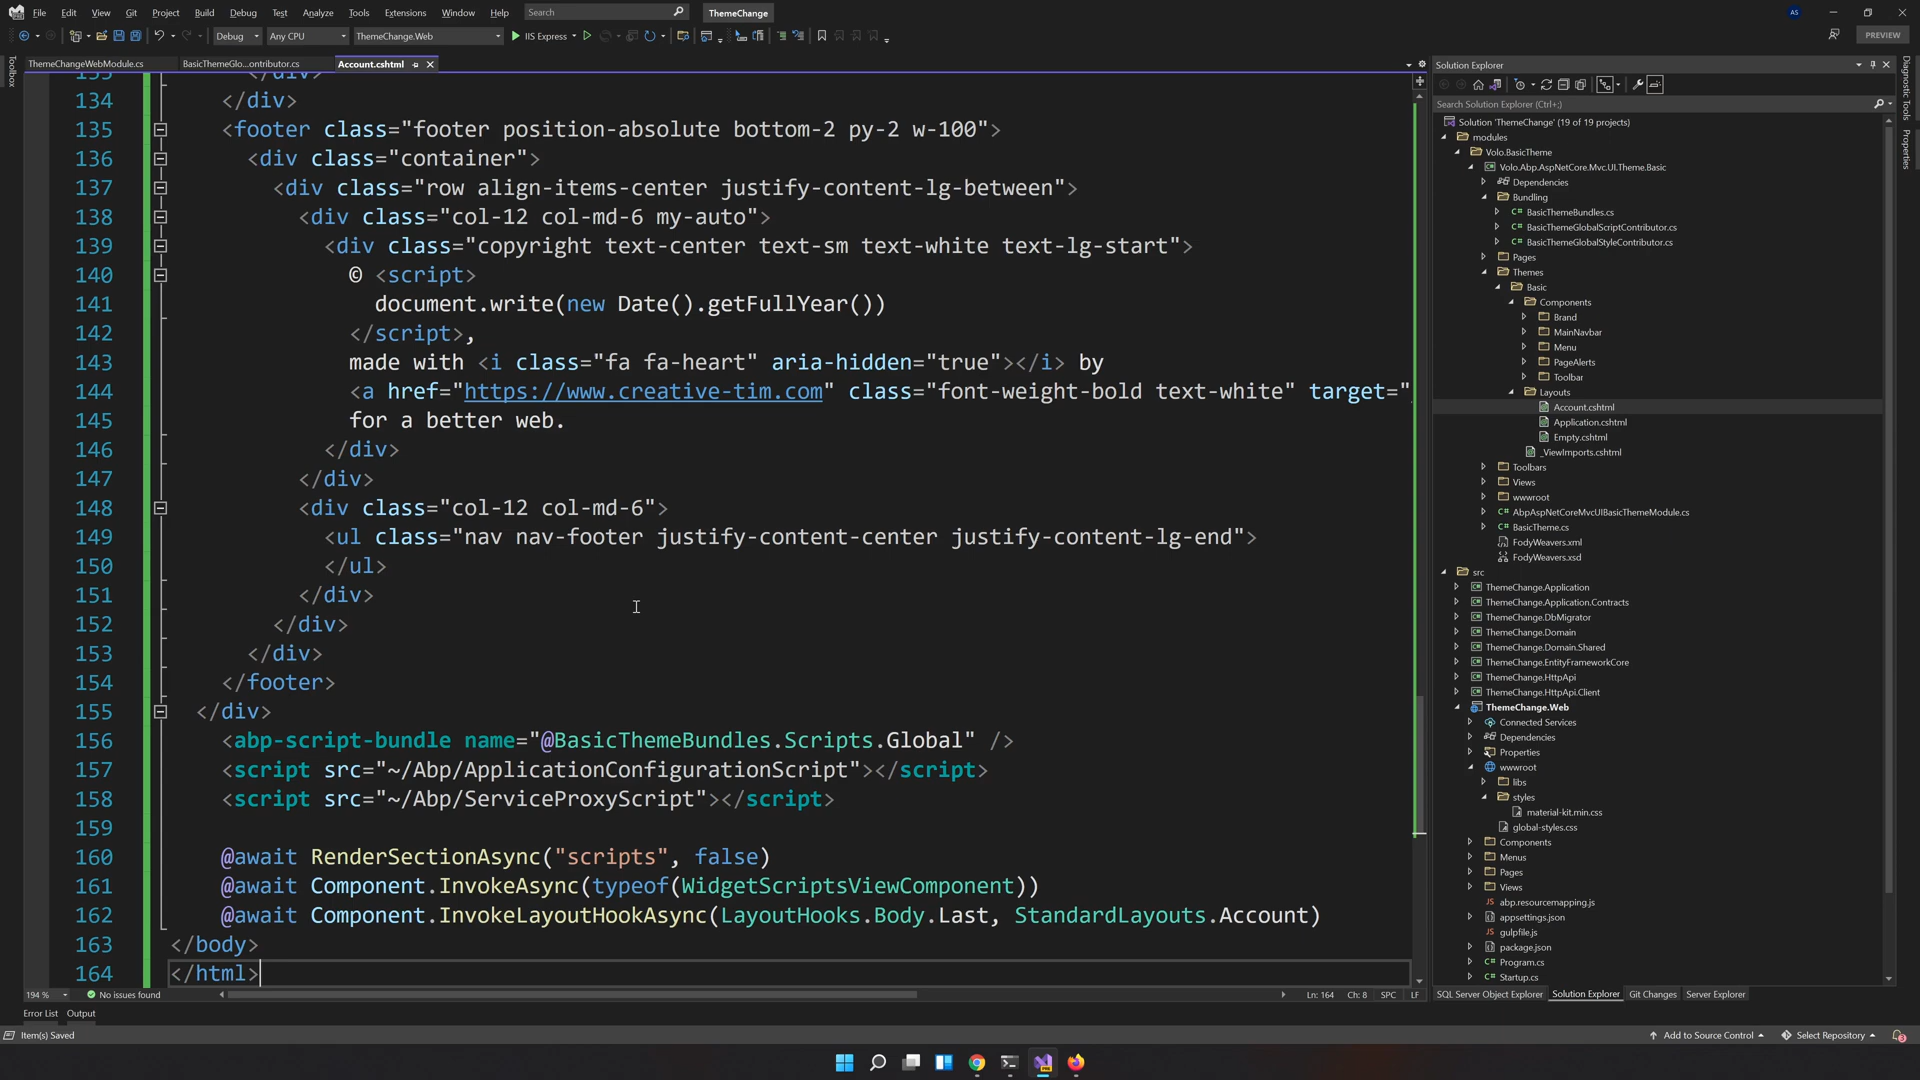 File Edit View Git Project Build Debug Test Analyze Tools Extensions Window Help Search ThemeChange AS
Debug Any CPU ThemeChange.Web IIS Express PREVIEW
ThemeChangeWebModule.cs BasicThemeGlo...ontributor.cs Account.cshtml
Toolbox
134 </div>
135 <footer class="footer position-absolute bottom-2 py-2 w-100">
136 <div class="container">
137 <div class="row align-items-center justify-content-lg-between">
138 <div class="col-12 col-md-6 my-auto">
139 <div class="copyright text-center text-sm text-white text-lg-start">
140 © <script>
141 document.write(new Date().getFullYear())
142 </script>,
143 made with <i class="fa fa-heart" aria-hidden="true"></i> by
144 <a href="https://www.creative-tim.com" class="font-weight-bold text-white" target="
145 for a better web.
146 </div>
147 </div>
148 <div class="col-12 col-md-6">
149 <ul class="nav nav-footer justify-content-center justify-content-lg-end">
150 </ul>
151 </div>
152 </div>
153 </div>
154 </footer>
155 </div>
156 <abp-script-bundle name="@BasicThemeBundles.Scripts.Global" />
157 <script src="~/Abp/ApplicationConfigurationScript"></script>
158 <script src="~/Abp/ServiceProxyScript"></script>
159
160 @await RenderSectionAsync("scripts", false)
161 @await Component.InvokeAsync(typeof(WidgetScriptsViewComponent))
162 @await Component.InvokeLayoutHookAsync(LayoutHooks.Body.Last, StandardLayouts.Account)
163 </body>
164 </html>
194 % No issues found Ln: 164 Ch: 8 SPC LF
Error List Output
Item(s) Saved
Solution Explorer
Search Solution Explorer (Ctrl+;)
Solution 'ThemeChange' (19 of 19 projects)
modules
Volo.BasicTheme
Volo.Abp.AspNetCore.Mvc.UI.Theme.Basic
Dependencies
Bundling
BasicThemeBundles.cs
BasicThemeGlobalScriptContributor.cs
BasicThemeGlobalStyleContributor.cs
Pages
Themes
Basic
Components
Brand
MainNavbar
Menu
PageAlerts
Toolbar
Layouts
Account.cshtml
Application.cshtml
Empty.cshtml
_ViewImports.cshtml
Toolbars
Views
wwwroot
AbpAspNetCoreMvcUIBasicThemeModule.cs
BasicTheme.cs
FodyWeavers.xml
FodyWeavers.xsd
src
ThemeChange.Application
ThemeChange.Application.Contracts
ThemeChange.DbMigrator
ThemeChange.Domain
ThemeChange.Domain.Shared
ThemeChange.EntityFrameworkCore
ThemeChange.HttpApi
ThemeChange.HttpApi.Client
ThemeChange.Web
Connected Services
Dependencies
Properties
wwwroot
libs
styles
material-kit.min.css
global-styles.css
Components
Menus
Pages
Views
abp.resourcemapping.js
appsettings.json
gulpfile.js
package.json
Program.cs
Startup.cs
SQL Server Object Explorer Solution Explorer Git Changes Server Explorer
Add to Source Control Select Repository
Diagnostic Tools
Properties